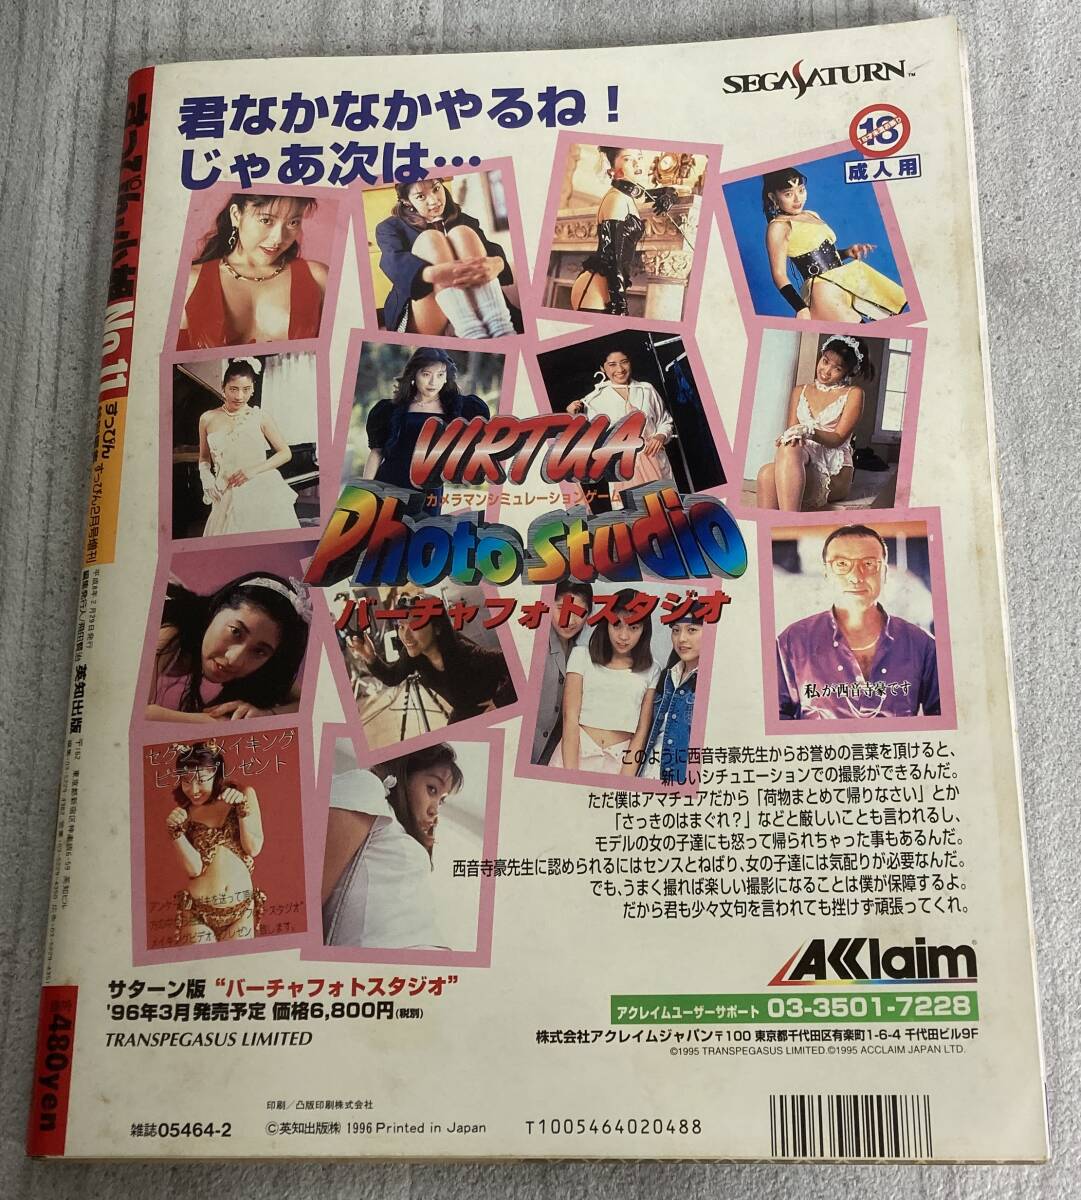 君なかなかやるね!
じゃあ次は…
SEGA SATURN™
18
成人用
VIRTUA
カメラマンシミュレーションゲーム
Photo Studio
バーチャフォトスタジオ
私が西音寺豪です
セクシーメイキング
ビデオプレゼント
このように西音寺豪先生からお誉めの言葉を頂けると、
新しいシチュエーションでの撮影ができるんだ。
ただ僕はアマチュアだから「荷物まとめて帰りなさい」とか
「さっきのはまぐれ?」などと厳しいことも言われるし、
モデルの女の子達にも怒って帰られちゃった事もあるんだ。
西音寺豪先生に認められるにはセンスとねばり、女の子達には気配りが必要なんだ。
でも、うまく撮れば楽しい撮影になることは僕が保障するよ。
だから君も少々文句を言われても挫けず頑張ってくれ。
サターン版 “バーチャフォトスタジオ”
'96年3月発売予定 価格6,800円(税別)
TRANSPEGASUS LIMITED
AKKlaim®
アクレイムユーザーサポート 03-3501-7228
株式会社アクレイムジャパン 〒100 東京都千代田区有楽町1-6-4 千代田ビル9F
©1995 TRANSPEGASUS LIMITED.©1995 ACCLAIM JAPAN LTD.
印刷/凸版印刷株式会社
雑誌05464-2
©英知出版㈱ 1996 Printed in Japan
T1005464020488
No.11
すっぴん
すっぴん2月号増刊
英知出版
480yen